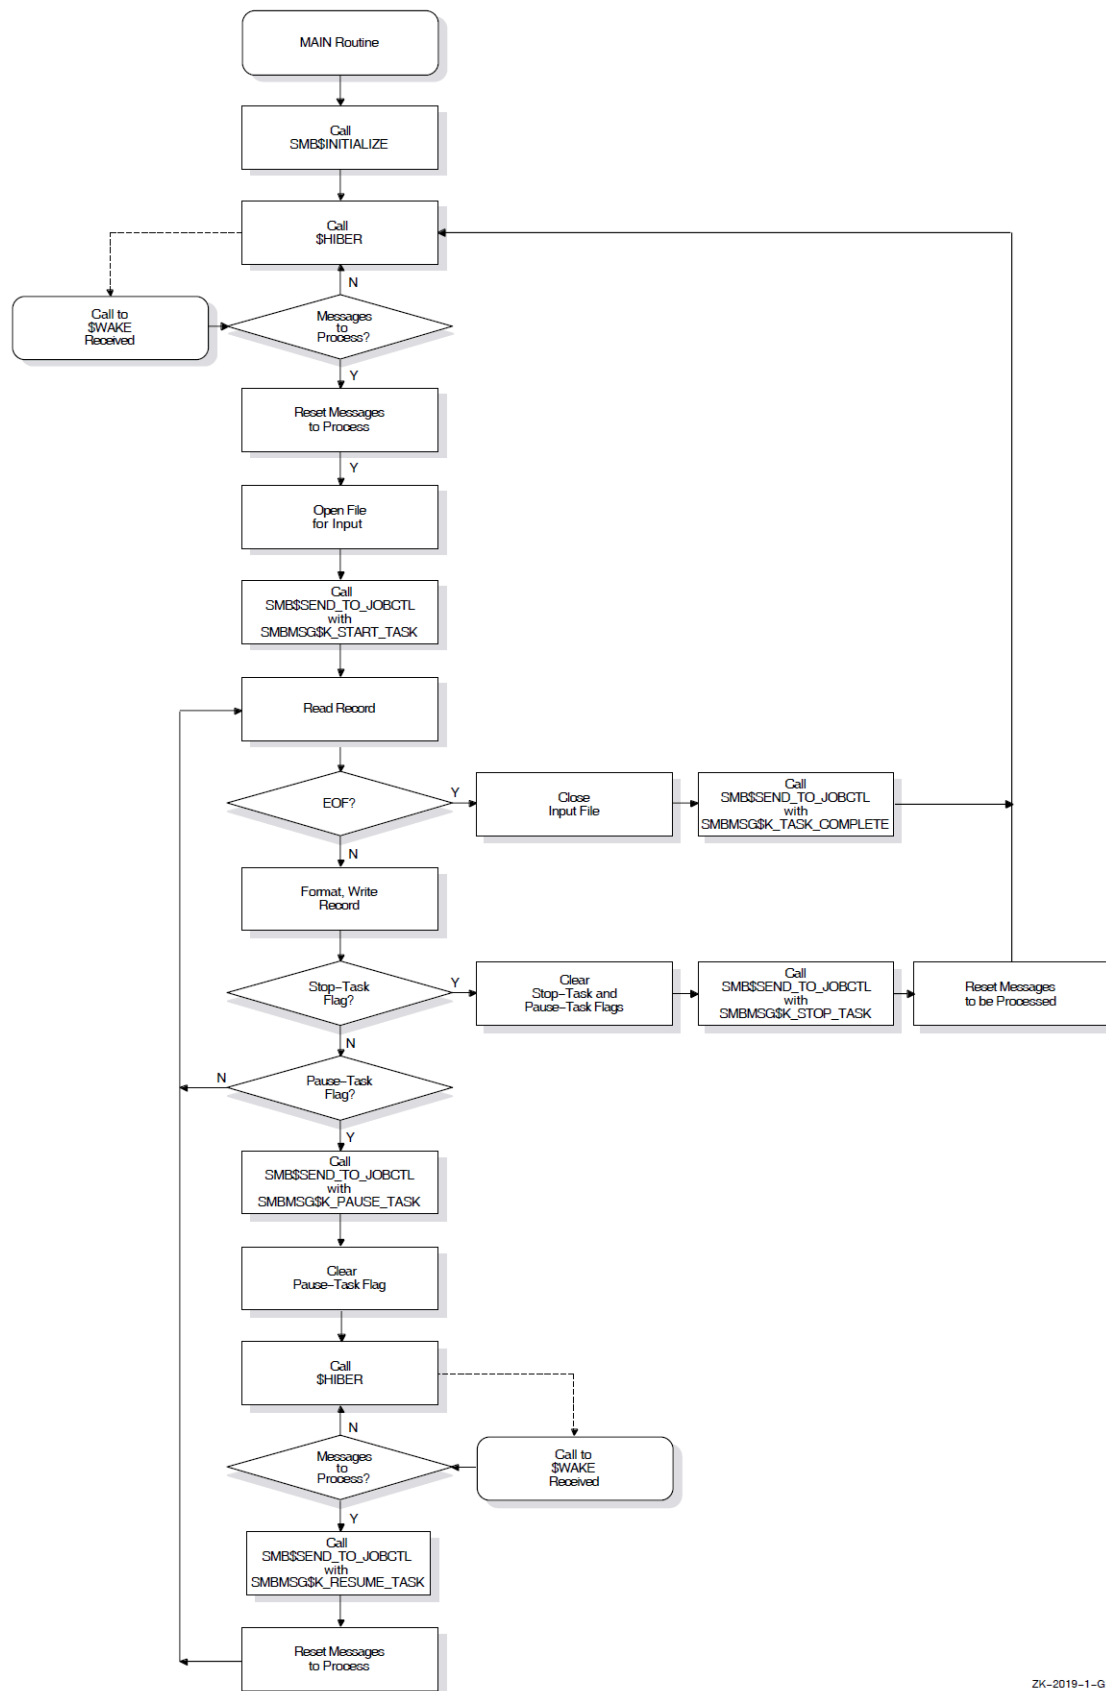 MAIN Routine
Call
SMB$INITIALIZE
Call
$HIBER
N
Call to
$WAKE
Received
Messages
to
Process?
Y
Reset Messages
to Process
Y
Open File
for Input
Call
SMB$SEND_TO_JOBCTL
with
SMBMSG$K_START_TASK
Read Record
EOF?
Y
Close
Input File
Call
SMB$SEND_TO_JOBCTL
with
SMBMSG$K_TASK_COMPLETE
N
Format, Write
Record
Stop-Task
Flag?
Y
Clear
Stop-Task and
Pause-Task Flags
Call
SMB$SEND_TO_JOBCTL
with
SMBMSG$K_STOP_TASK
Reset Messages
to be Processed
N
N
Pause-Task
Flag?
Y
Call
SMB$SEND_TO_JOBCTL
with
SMBMSG$K_PAUSE_TASK
Clear
Pause-Task Flag
Call
$HIBER
N
Messages
to
Process?
Call to
$WAKE
Received
Y
Call
SMB$SEND_TO_JOBCTL
with
SMBMSG$K_RESUME_TASK
Reset Messages
to Process
ZK-2019-1-G